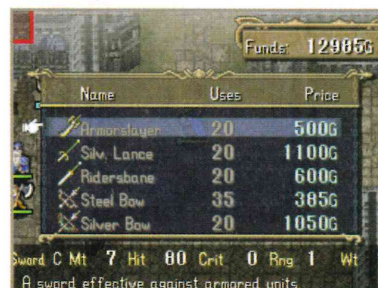 Funds: 12985G
Name Uses Price
Armorslayer 20 500G
Silv. Lance 20 1100G
Ridersbane 20 600G
Steel Bow 35 385G
Silver Bow 20 1050G
Sword C Mt 7 Hit 80 Crit 0 Rng 1 Wt
A sword effective against armored units